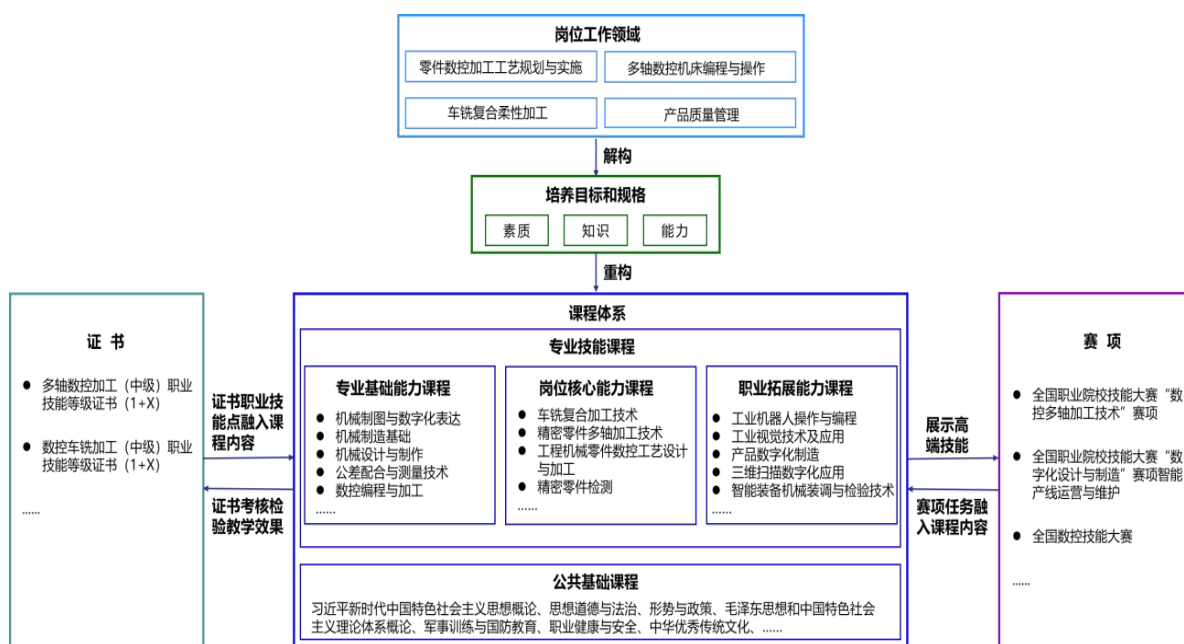 岗位工作领域
零件数控加工工艺规划与实施
多轴数控机床编程与操作
车铣复合柔性加工
产品质量管理
解构
培养目标和规格
素质
知识
能力
重构
证 书
● 多轴数控加工（中级）职业
技能等级证书（1+X）
● 数控车铣加工（中级）职业
技能等级证书（1+X）
......
证书职业技
能点融入课
程内容
证书考核检
验教学效果
课程体系
专业技能课程
专业基础能力课程
● 机械制图与数字化表达
● 机械制造基础
● 机械设计与制作
● 公差配合与测量技术
● 数控编程与加工
......
岗位核心能力课程
● 车铣复合加工技术
● 精密零件多轴加工技术
● 工程机械零件数控工艺设计
与加工
● 精密零件检测
......
职业拓展能力课程
● 工业机器人操作与编程
● 工业视觉技术及应用
● 产品数字化制造
● 三维扫描数字化应用
● 智能装备机械装调与检验技术
......
公共基础课程
习近平新时代中国特色社会主义思想概论、思想道德与法治、形势与政策、毛泽东思想和中国特色社会
主义理论体系概论、军事训练与国防教育、职业健康与安全、中华优秀传统文化、......
展示高
端技能
赛项任务融
入课程内容
赛 项
● 全国职业院校技能大赛“数
控多轴加工技术”赛项
● 全国职业院校技能大赛“数
字化设计与制造”赛项智能
产线运营与维护
● 全国数控技能大赛
......